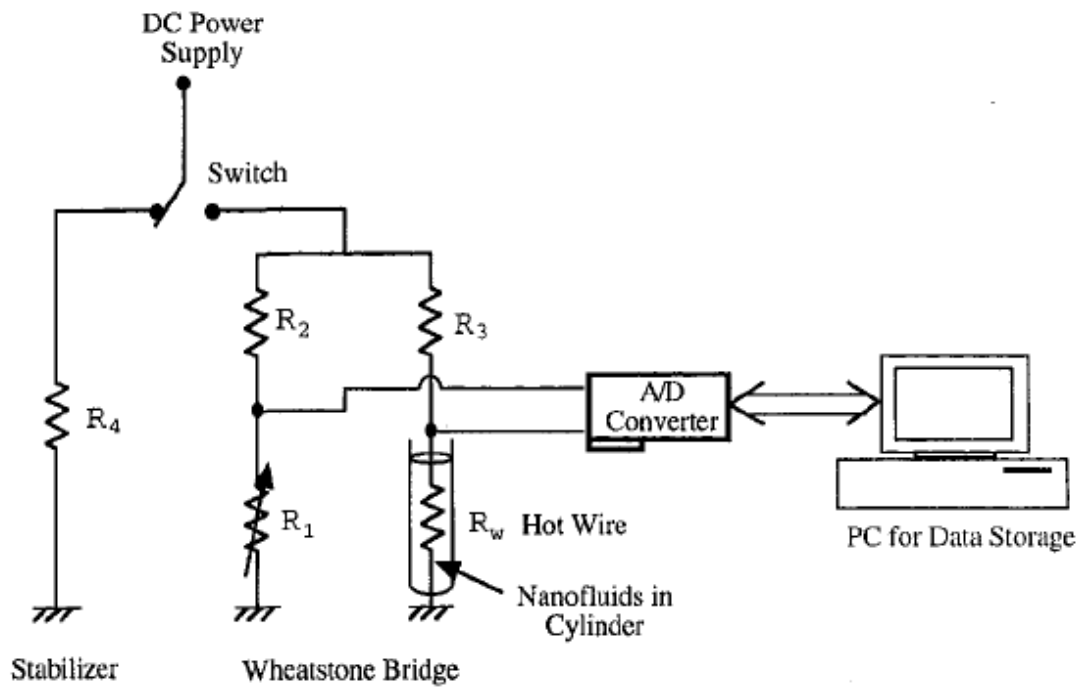 DC Power
Supply
Switch
R₂
R₃
A/D
Converter
R₄
R₁
R_w Hot Wire
PC for Data Storage
Nanofluids in
Cylinder
Stabilizer
Wheatstone Bridge